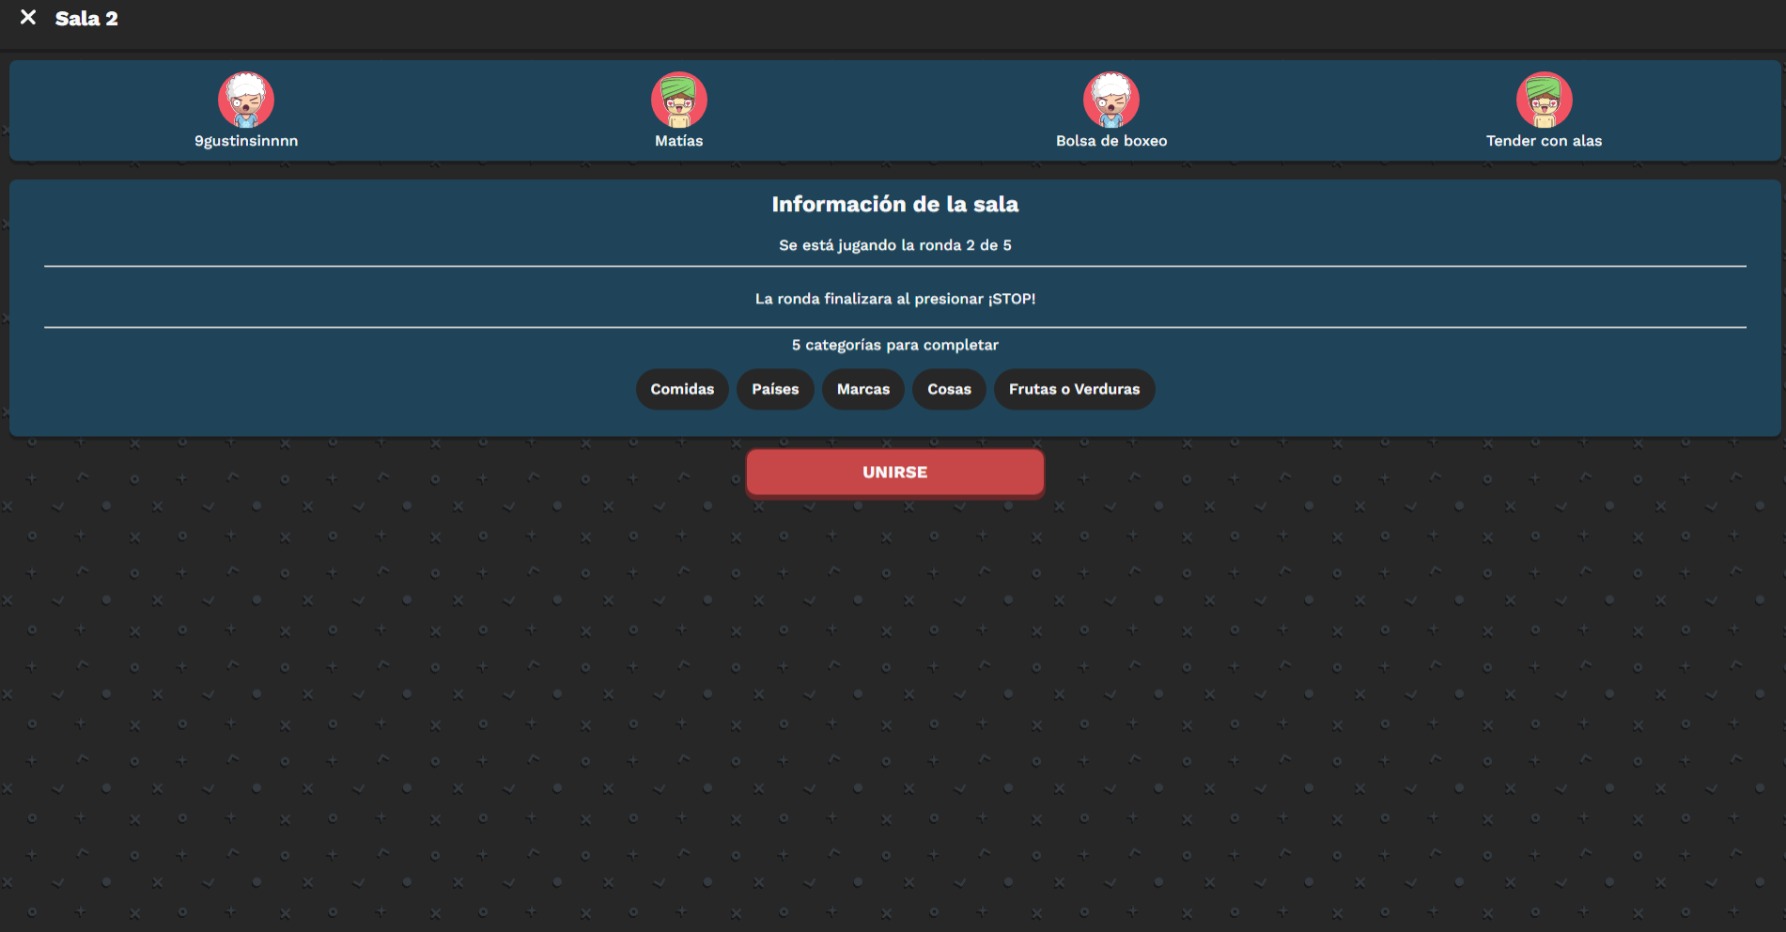 Sala 2
9gustinsinnnn
Matías
Bolsa de boxeo
Tender con alas
Información de la sala
Se está jugando la ronda 2 de 5
La ronda finalizara al presionar ¡STOP!
5 categorías para completar
Comidas Países Marcas Cosas Frutas o Verduras
UNIRSE